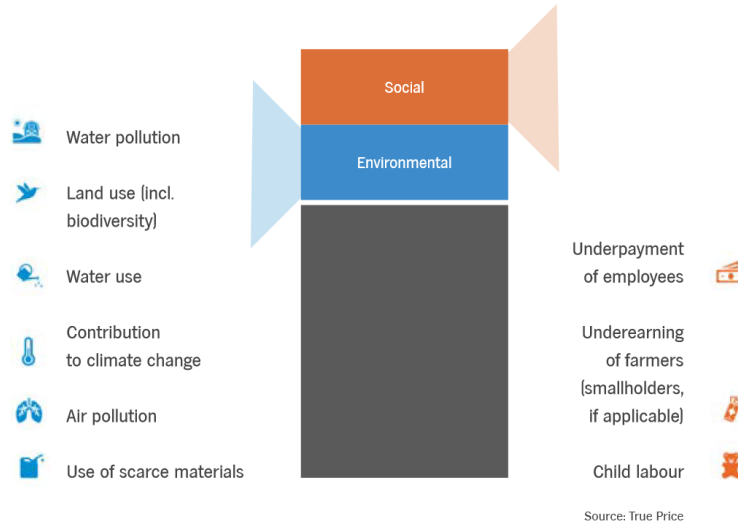 Social
Environmental
Water pollution
Land use (incl.
biodiversity)
Water use
Contribution
to climate change
Air pollution
Use of scarce materials
Underpayment
of employees
Underearning
of farmers
(smallholders,
if applicable)
Child labour
Source: True Price